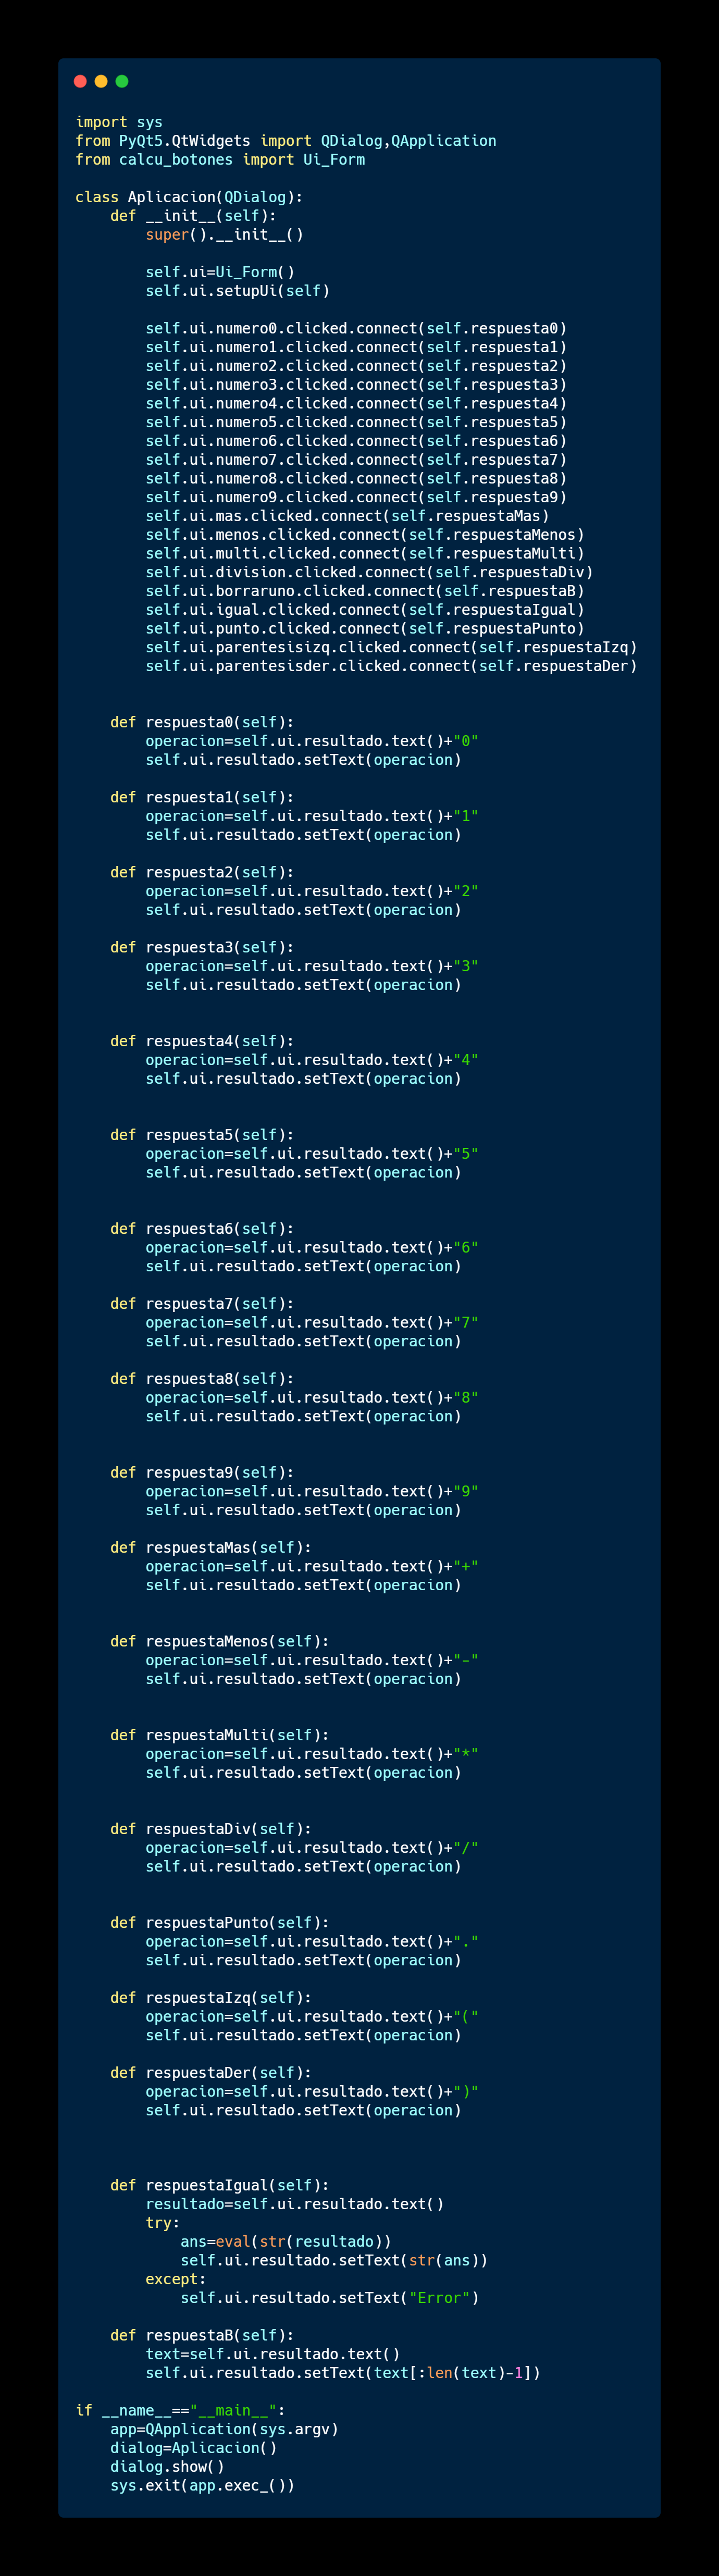 import sys
from PyQt5.QtWidgets import QDialog,QApplication
from calcu_botones import Ui_Form

class Aplicacion(QDialog):
    def __init__(self):
        super().__init__()

        self.ui=Ui_Form()
        self.ui.setupUi(self)

        self.ui.numero0.clicked.connect(self.respuesta0)
        self.ui.numero1.clicked.connect(self.respuesta1)
        self.ui.numero2.clicked.connect(self.respuesta2)
        self.ui.numero3.clicked.connect(self.respuesta3)
        self.ui.numero4.clicked.connect(self.respuesta4)
        self.ui.numero5.clicked.connect(self.respuesta5)
        self.ui.numero6.clicked.connect(self.respuesta6)
        self.ui.numero7.clicked.connect(self.respuesta7)
        self.ui.numero8.clicked.connect(self.respuesta8)
        self.ui.numero9.clicked.connect(self.respuesta9)
        self.ui.mas.clicked.connect(self.respuestaMas)
        self.ui.menos.clicked.connect(self.respuestaMenos)
        self.ui.multi.clicked.connect(self.respuestaMulti)
        self.ui.division.clicked.connect(self.respuestaDiv)
        self.ui.borraruno.clicked.connect(self.respuestaB)
        self.ui.igual.clicked.connect(self.respuestaIgual)
        self.ui.punto.clicked.connect(self.respuestaPunto)
        self.ui.parentesisizq.clicked.connect(self.respuestaIzq)
        self.ui.parentesisder.clicked.connect(self.respuestaDer)


    def respuesta0(self):
        operacion=self.ui.resultado.text()+"0"
        self.ui.resultado.setText(operacion)

    def respuesta1(self):
        operacion=self.ui.resultado.text()+"1"
        self.ui.resultado.setText(operacion)

    def respuesta2(self):
        operacion=self.ui.resultado.text()+"2"
        self.ui.resultado.setText(operacion)

    def respuesta3(self):
        operacion=self.ui.resultado.text()+"3"
        self.ui.resultado.setText(operacion)


    def respuesta4(self):
        operacion=self.ui.resultado.text()+"4"
        self.ui.resultado.setText(operacion)


    def respuesta5(self):
        operacion=self.ui.resultado.text()+"5"
        self.ui.resultado.setText(operacion)


    def respuesta6(self):
        operacion=self.ui.resultado.text()+"6"
        self.ui.resultado.setText(operacion)

    def respuesta7(self):
        operacion=self.ui.resultado.text()+"7"
        self.ui.resultado.setText(operacion)

    def respuesta8(self):
        operacion=self.ui.resultado.text()+"8"
        self.ui.resultado.setText(operacion)


    def respuesta9(self):
        operacion=self.ui.resultado.text()+"9"
        self.ui.resultado.setText(operacion)

    def respuestaMas(self):
        operacion=self.ui.resultado.text()+"+"
        self.ui.resultado.setText(operacion)


    def respuestaMenos(self):
        operacion=self.ui.resultado.text()+"-"
        self.ui.resultado.setText(operacion)


    def respuestaMulti(self):
        operacion=self.ui.resultado.text()+"*"
        self.ui.resultado.setText(operacion)


    def respuestaDiv(self):
        operacion=self.ui.resultado.text()+"/"
        self.ui.resultado.setText(operacion)


    def respuestaPunto(self):
        operacion=self.ui.resultado.text()+"."
        self.ui.resultado.setText(operacion)

    def respuestaIzq(self):
        operacion=self.ui.resultado.text()+"("
        self.ui.resultado.setText(operacion)

    def respuestaDer(self):
        operacion=self.ui.resultado.text()+")"
        self.ui.resultado.setText(operacion)



    def respuestaIgual(self):
        resultado=self.ui.resultado.text()
        try:
            ans=eval(str(resultado))
            self.ui.resultado.setText(str(ans))
        except:
            self.ui.resultado.setText("Error")

    def respuestaB(self):
        text=self.ui.resultado.text()
        self.ui.resultado.setText(text[:len(text)-1])

if __name__=="__main__":
    app=QApplication(sys.argv)
    dialog=Aplicacion()
    dialog.show()
    sys.exit(app.exec_())